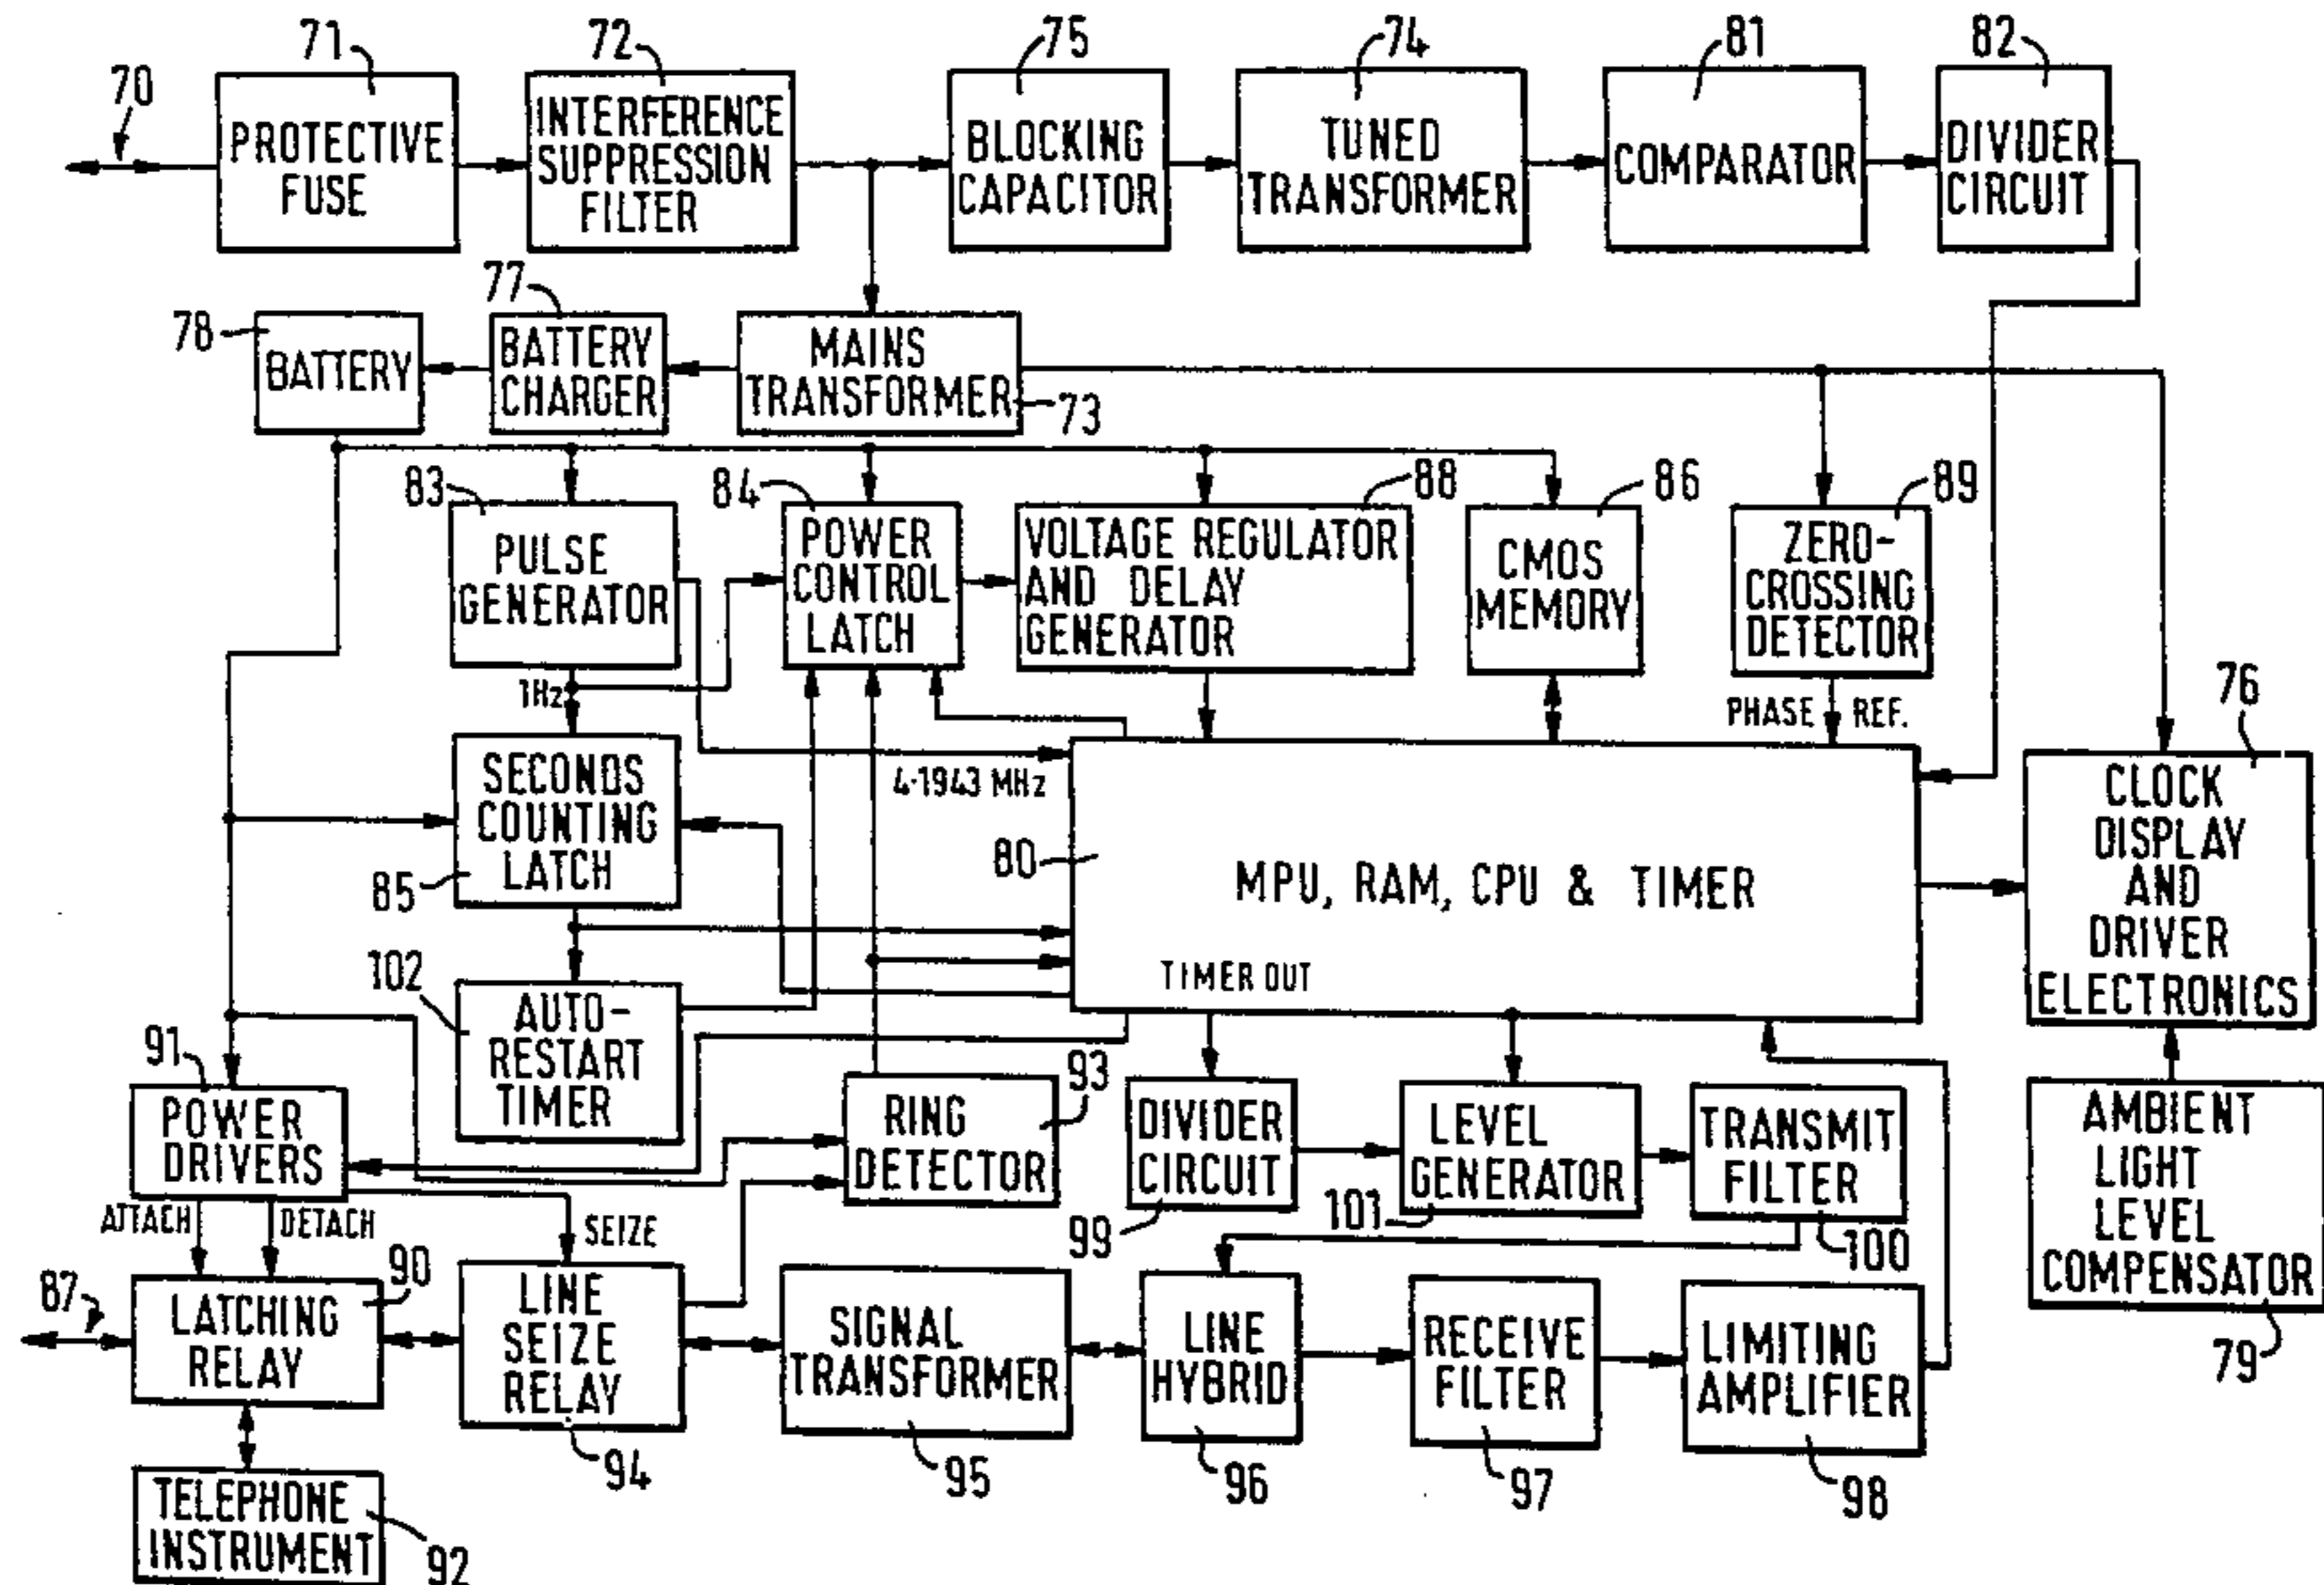 70
71
PROTECTIVE
FUSE
72
INTERFERENCE
SUPPRESSION
FILTER
75
BLOCKING
CAPACITOR
74
TUNED
TRANSFORMER
81
COMPARATOR
82
DIVIDER
CIRCUIT
78
BATTERY
77
BATTERY
CHARGER
MAINS
TRANSFORMER
73
83
PULSE
GENERATOR
1Hz
84
POWER
CONTROL
LATCH
88
VOLTAGE REGULATOR
AND DELAY
GENERATOR
86
CMOS
MEMORY
89
ZERO-
CROSSING
DETECTOR
PHASE REF.
76
CLOCK
DISPLAY
AND
DRIVER
ELECTRONICS
SECONDS
COUNTING
LATCH
85
4·1943 MHz
80
MPU, RAM, CPU & TIMER
TIMER OUT
102
AUTO-
RESTART
TIMER
91
POWER
DRIVERS
ATTACH
DETACH
SEIZE
93
RING
DETECTOR
DIVIDER
CIRCUIT
99
LEVEL
GENERATOR
101
TRANSMIT
FILTER
100
AMBIENT
LIGHT
LEVEL
COMPENSATOR
79
87
90
LATCHING
RELAY
LINE
SEIZE
RELAY
94
SIGNAL
TRANSFORMER
95
LINE
HYBRID
96
RECEIVE
FILTER
97
LIMITING
AMPLIFIER
98
TELEPHONE
INSTRUMENT
92